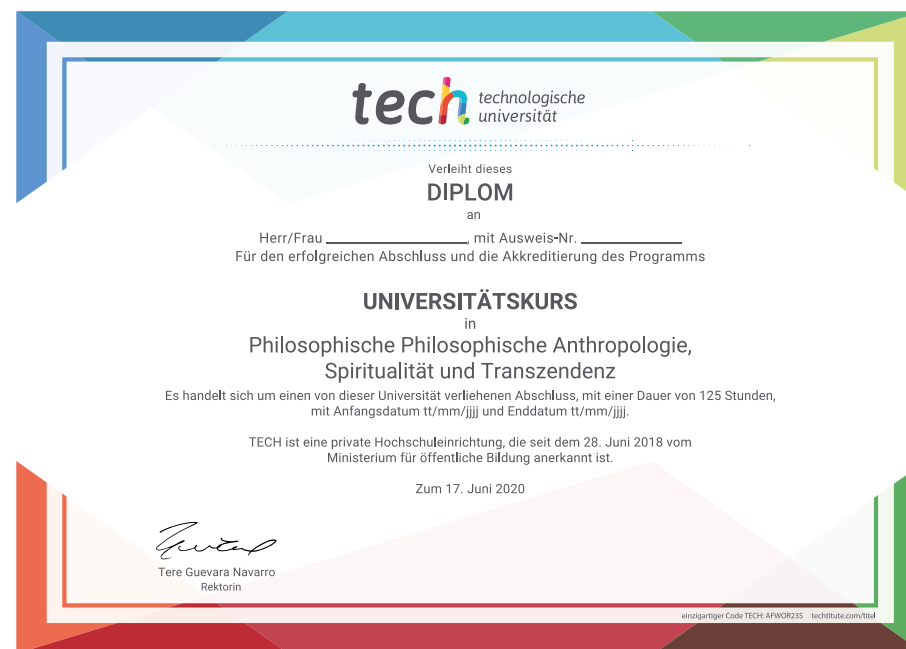 tech technologische
universität
Verleiht dieses
DIPLOM
an
Herr/Frau ____________________, mit Ausweis-Nr. ______________
Für den erfolgreichen Abschluss und die Akkreditierung des Programms
UNIVERSITÄTSKURS
in
Philosophische Philosophische Anthropologie,
Spiritualität und Transzendenz
Es handelt sich um einen von dieser Universität verliehenen Abschluss, mit einer Dauer von 125 Stunden,
mit Anfangsdatum tt/mm/jjjj und Enddatum tt/mm/jjjj.
TECH ist eine private Hochschuleinrichtung, die seit dem 28. Juni 2018 vom
Ministerium für öffentliche Bildung anerkannt ist.
Zum 17. Juni 2020
Tere Guevara Navarro
Rektorin
einzigartiger Code TECH: AFWOR23S techtitute.com/titel